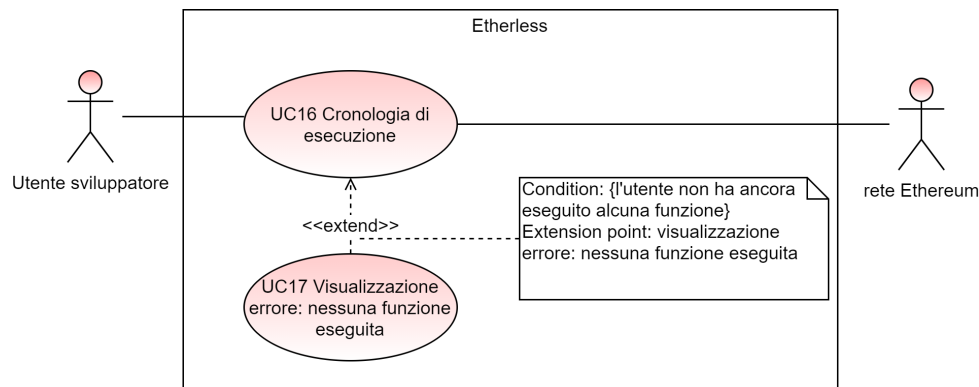 Etherless
UC16 Cronologia di
esecuzione
Utente sviluppatore
rete Ethereum
Condition: {l'utente non ha ancora
eseguito alcuna funzione}
Extension point: visualizzazione
errore: nessuna funzione eseguita
<<extend>>
UC17 Visualizzazione
errore: nessuna funzione
eseguita